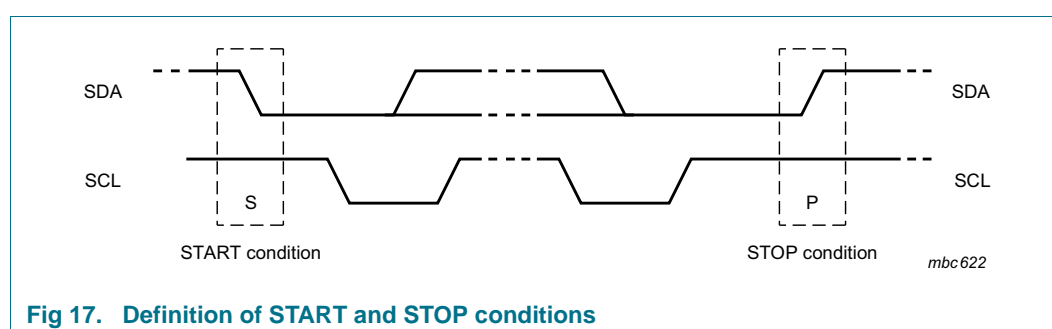 SDA SDA
SCL SCL
S P
START condition STOP condition
mbc622
Fig 17. Definition of START and STOP conditions